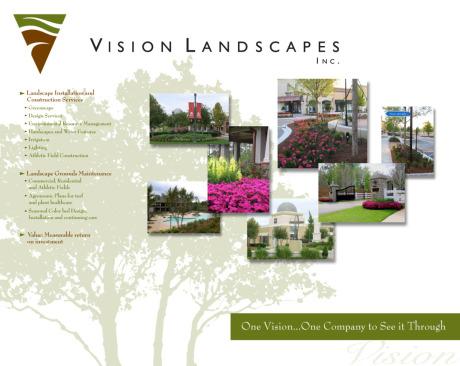 VISION LANDSCAPES
INC.
► Landscape Installation and
Construction Services
• Greenscape
• Design Services
• Environmental Resource Management
• Hardscapes and Water Features
• Irrigation
• Lighting
• Athletic Field Construction
► Landscape Grounds Maintenance
• Commercial, Residential
and Athletic Fields
• Agronomic Plans for turf
and plant healthcare
• Seasonal Color bed Design,
Installation and continuing care
► Value: Measurable return
on investment
One Vision...One Company to See it Through
Vision